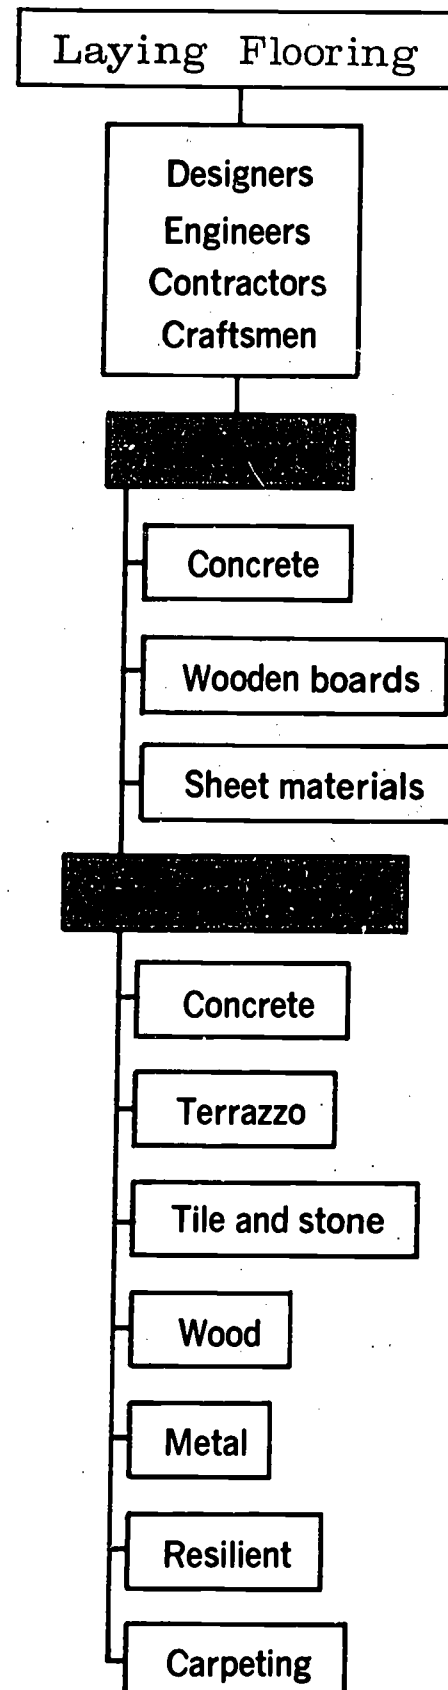 Laying Flooring
Designers
Engineers
Contractors
Craftsmen
Concrete
Wooden boards
Sheet materials
Concrete
Terrazzo
Tile and stone
Wood
Metal
Resilient
Carpeting